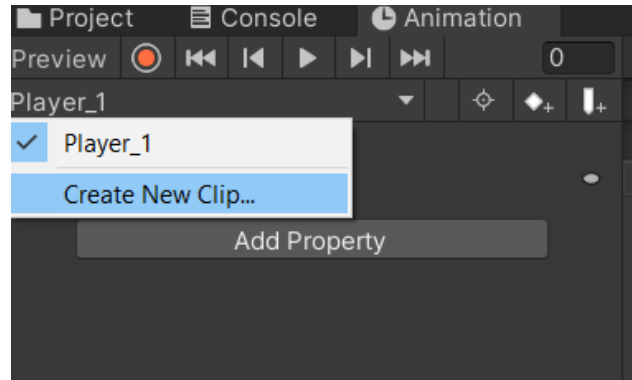 Project Console Animation
Preview 0
Player_1
Player_1
Create New Clip...
Add Property